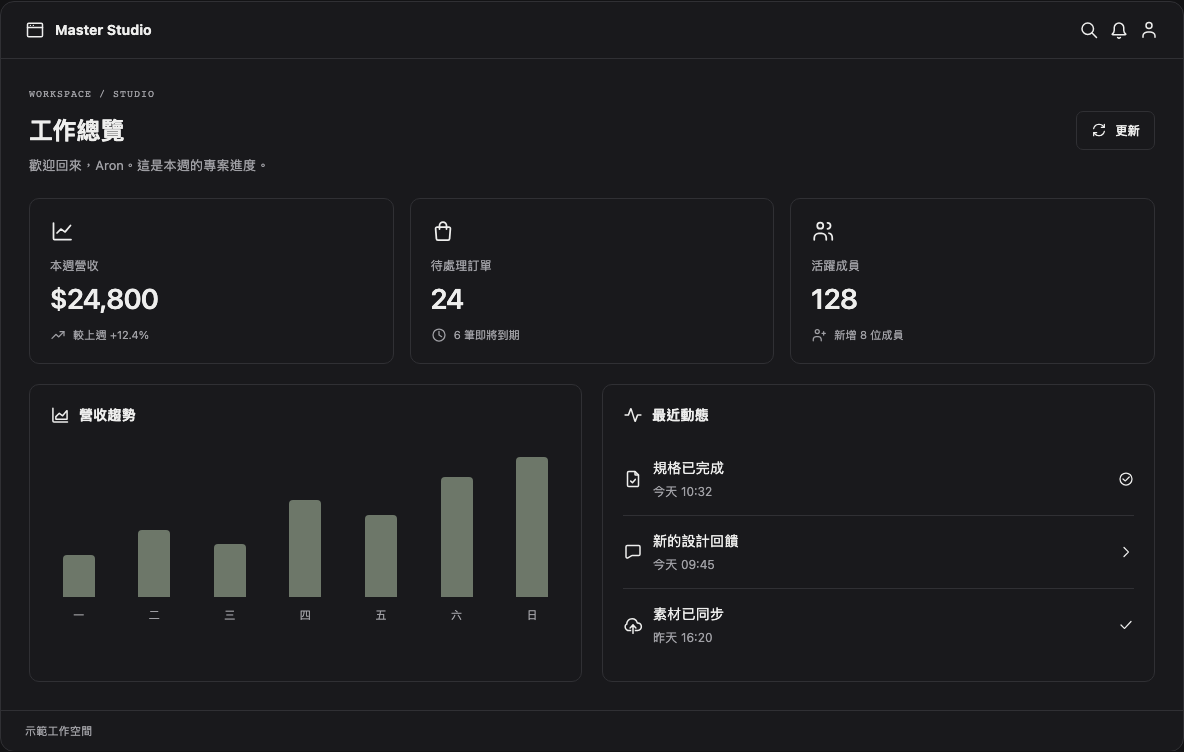 Master Studio
WORKSPACE / STUDIO
工作總覽
歡迎回來，Aron。這是本週的專案進度。
更新
本週營收
$24,800
較上週 +12.4%
待處理訂單
24
6 筆即將到期
活躍成員
128
新增 8 位成員
營收趨勢
一 二 三 四 五 六 日
最近動態
規格已完成
今天 10:32
新的設計回饋
今天 09:45
素材已同步
昨天 16:20
示範工作空間